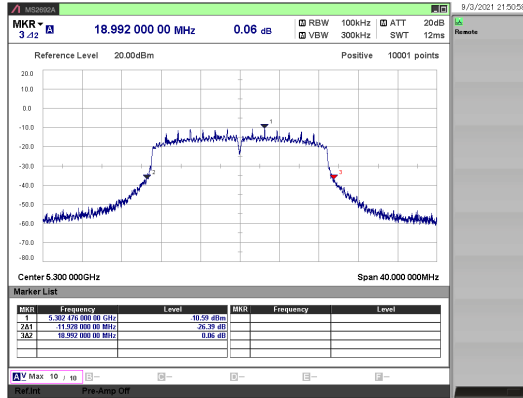 MS2692A
9/3/2021 21:50:58
MKR
3 Δ2 A 18.992 000 00 MHz 0.06 dB
A RBW 100kHz A ATT 20dB
A VBW 300kHz SWT 12ms
Remote
Reference Level 20.00dBm Positive 10001 points
20.0
10.0
0.0
-10.0
-20.0
-30.0
-40.0
-50.0
-60.0
-70.0
-80.0
1
2
3
Center 5.300 000GHz Span 40.000 000MHz
Marker List
MKR Frequency Level MKR Frequency Level
1 5.302 476 000 00 GHz -10.59 dBm
2Δ1 -11.928 000 00 MHz -26.39 dB
3Δ2 18.992 000 00 MHz 0.06 dB
A Max 10 / 10
Ref.Int Pre-Amp Off